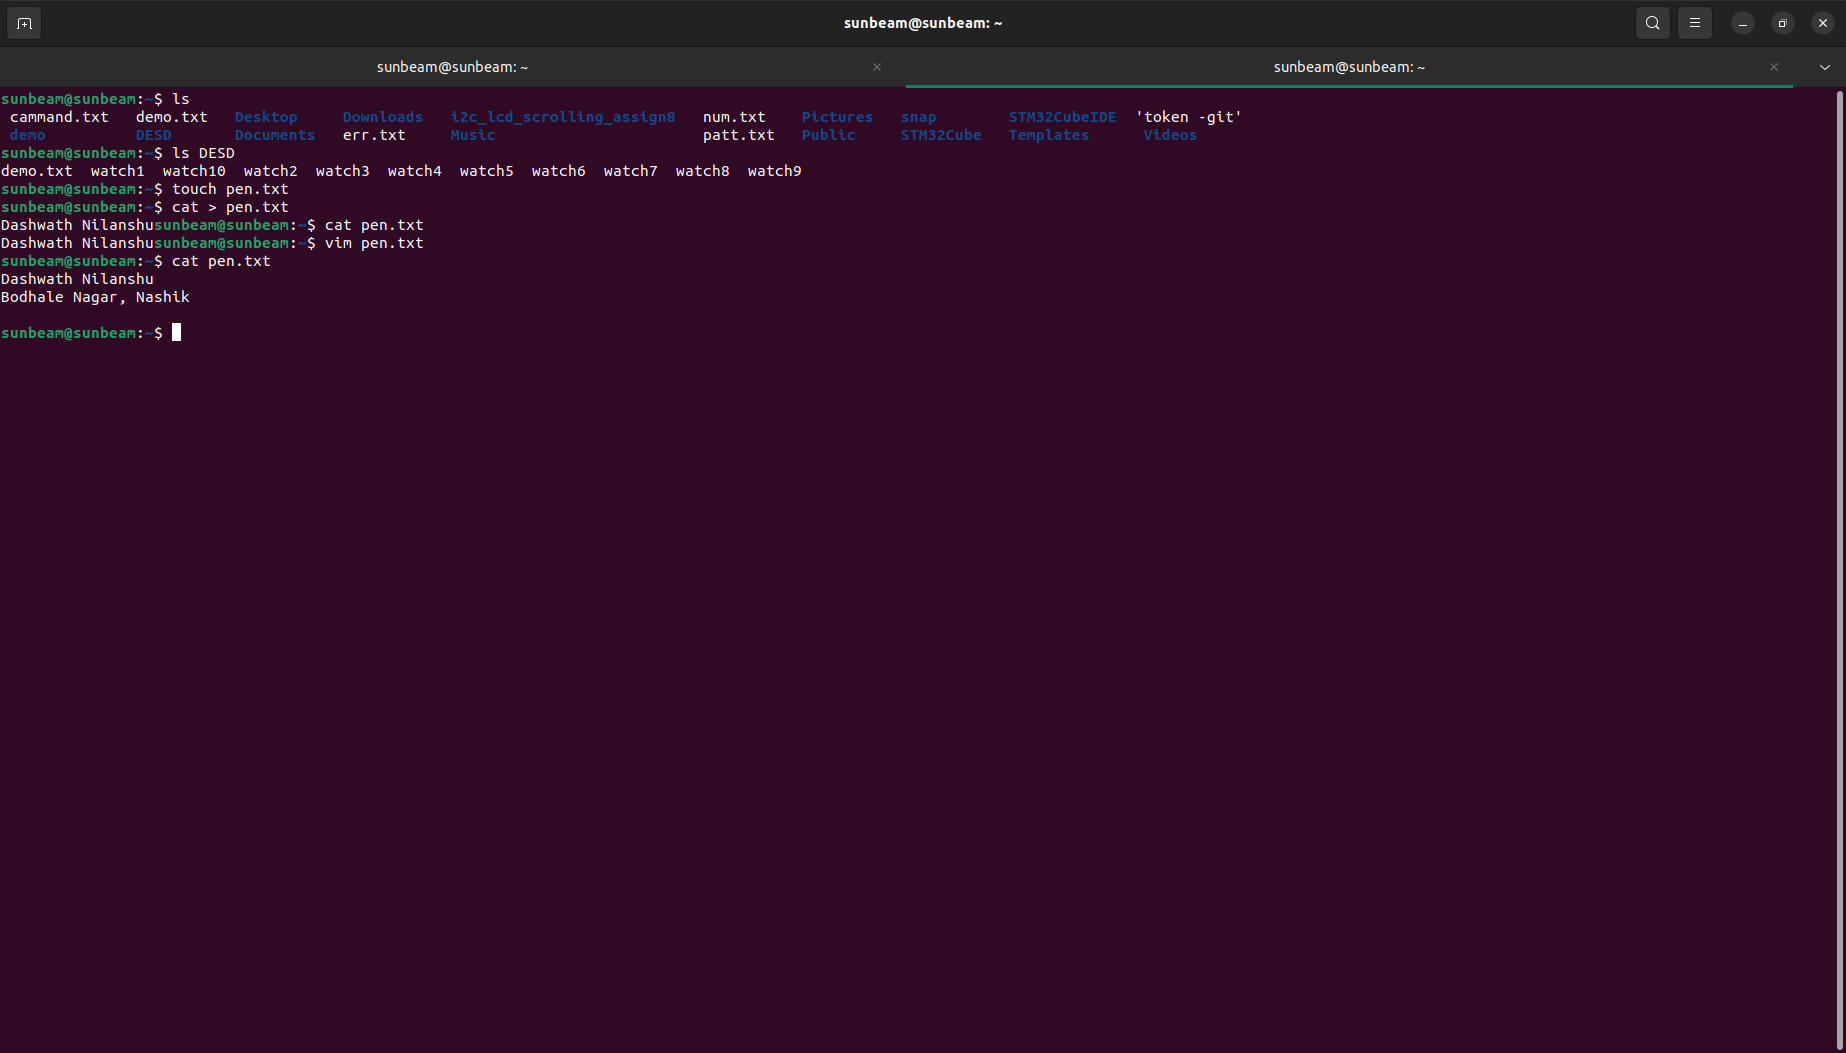 sunbeam@sunbeam: ~
sunbeam@sunbeam: ~ sunbeam@sunbeam: ~
sunbeam@sunbeam:~$ ls
cammand.txt demo.txt Desktop Downloads i2c_lcd_scrolling_assign8 num.txt Pictures snap STM32CubeIDE 'token -git'
demo DESD Documents err.txt Music patt.txt Public STM32Cube Templates Videos
sunbeam@sunbeam:~$ ls DESD
demo.txt watch1 watch10 watch2 watch3 watch4 watch5 watch6 watch7 watch8 watch9
sunbeam@sunbeam:~$ touch pen.txt
sunbeam@sunbeam:~$ cat > pen.txt
Dashwath Nilanshusunbeam@sunbeam:~$ cat pen.txt
Dashwath Nilanshusunbeam@sunbeam:~$ vim pen.txt
sunbeam@sunbeam:~$ cat pen.txt
Dashwath Nilanshu
Bodhale Nagar, Nashik
sunbeam@sunbeam:~$